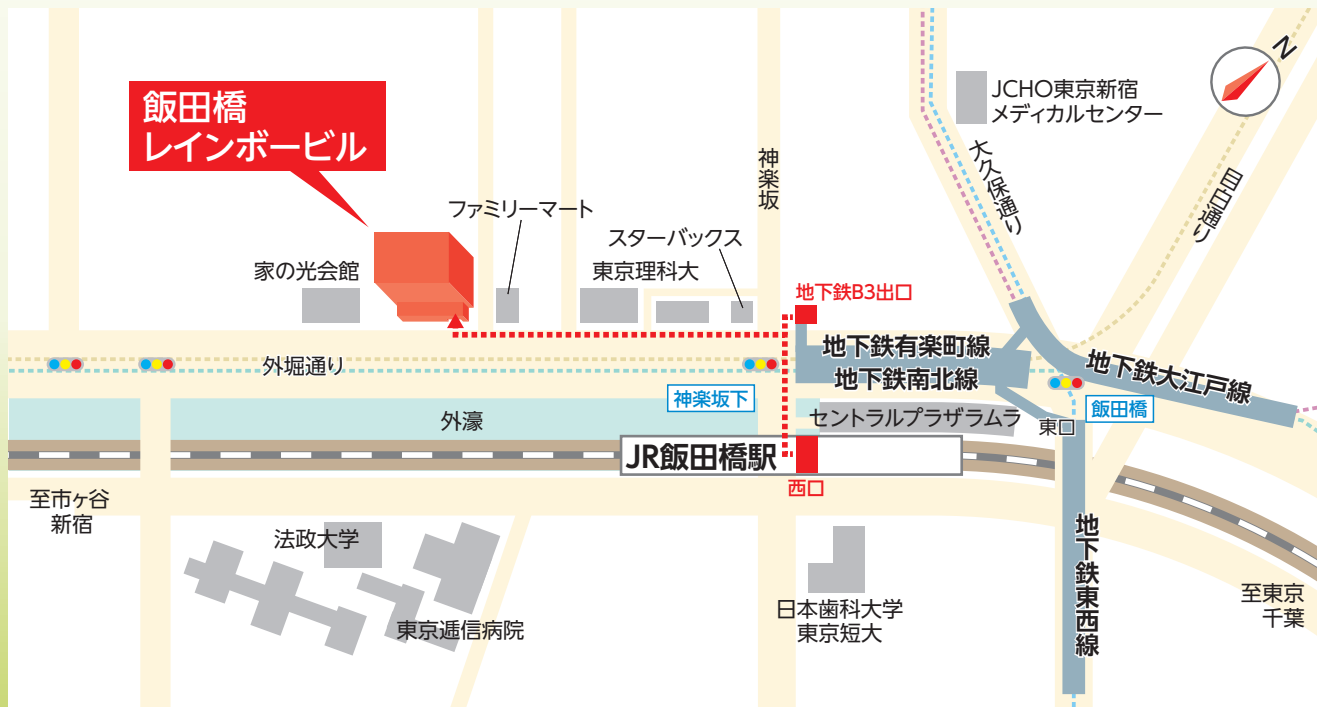 N
JCHO東京新宿
メディカルセンター
飯田橋
レインボービル
神楽坂
大久保通り
目白通り
ファミリーマート
スターバックス
家の光会館
東京理科大
地下鉄B3出口
地下鉄有楽町線
地下鉄南北線
地下鉄大江戸線
外堀通り
神楽坂下
飯田橋
外濠
セントラルプラザラムラ
東口
JR飯田橋駅
西口
至市ヶ谷
新宿
法政大学
東京逓信病院
日本歯科大学
東京短大
地下鉄東西線
至東京
千葉